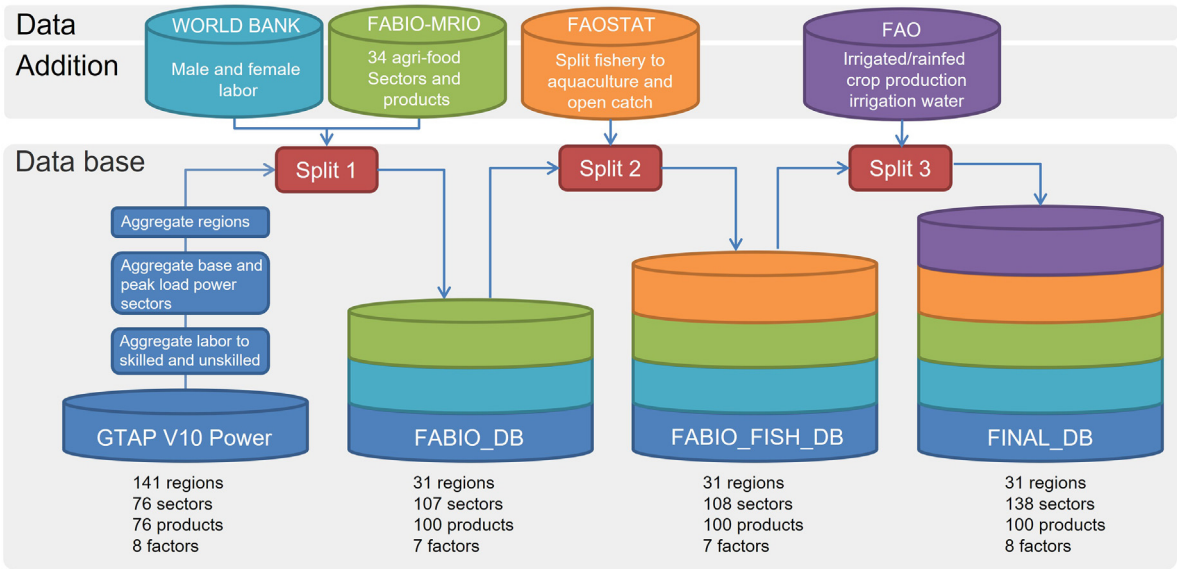 Data
Addition
WORLD BANK
Male and female
labor
FABIO-MRIO
34 agri-food
Sectors and
products
FAOSTAT
Split fishery to
aquaculture and
open catch
FAO
Irrigated/rainfed
crop production
irrigation water
Data base
Split 1
Split 2
Split 3
Aggregate regions
Aggregate base and
peak load power
sectors
Aggregate labor to
skilled and unskilled
GTAP V10 Power
FABIO_DB
FABIO_FISH_DB
FINAL_DB
141 regions
76 sectors
76 products
8 factors
31 regions
107 sectors
100 products
7 factors
31 regions
108 sectors
100 products
7 factors
31 regions
138 sectors
100 products
8 factors